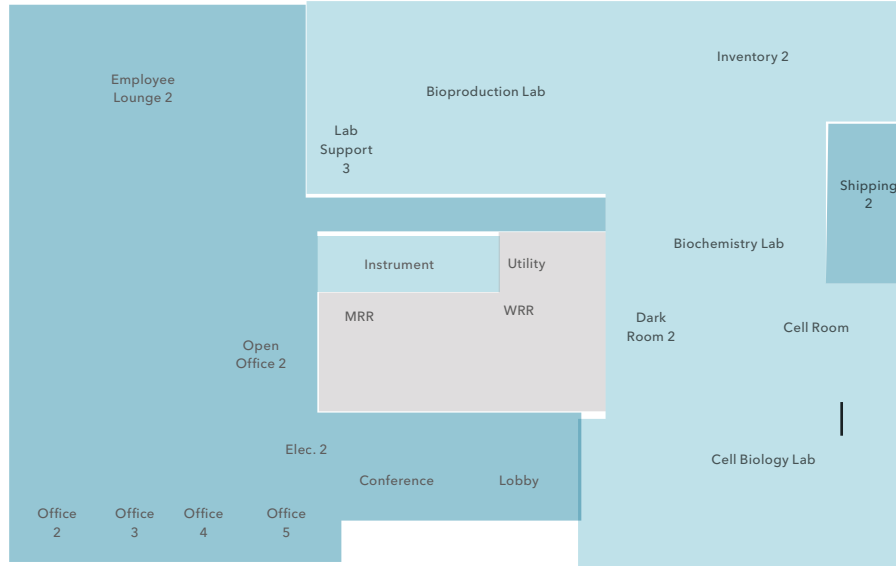 Inventory 2
Employee
Lounge 2
Bioproduction Lab
Lab
Support
3
Shipping
2
Biochemistry Lab
Instrument
Utility
MRR
WRR
Dark
Room 2
Cell Room
Open
Office 2
Elec. 2
Cell Biology Lab
Conference
Lobby
Office
2
Office
3
Office
4
Office
5